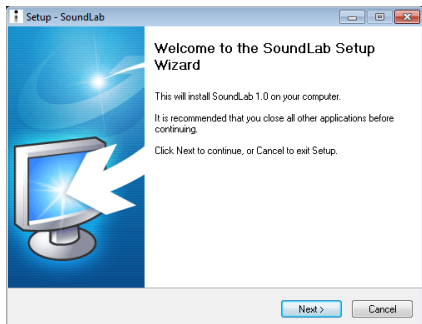 Setup - SoundLab
Welcome to the SoundLab Setup
Wizard
This will install SoundLab 1.0 on your computer.
It is recommended that you close all other applications before
continuing.
Click Next to continue, or Cancel to exit Setup.
Next >
Cancel